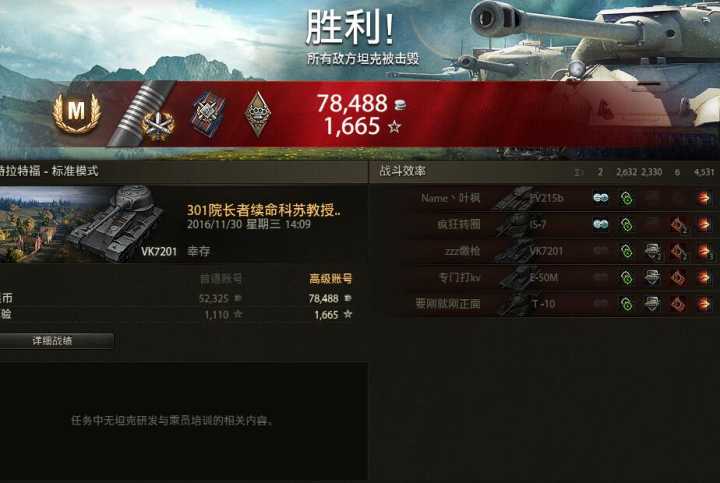 胜利!
所有敌方坦克被击毁
M
78,488
1,665
特拉特福 - 标准模式
战斗效率
Σ: 2 2,632 2,330 6 4,531
301院长者续命科苏教授..
2016/11/30 星期三 14:09
VK7201 幸存
普通账号 高级账号
币 52,325 78,488
验 1,110 1,665
详细战绩
任务中无坦克研发与乘员培训的相关内容。
Name丶叶枫 FV215b
疯狂转圈 IS-7
zzz缴枪 VK7201
专门打kv E-50M
要刚就刚正面 T-10